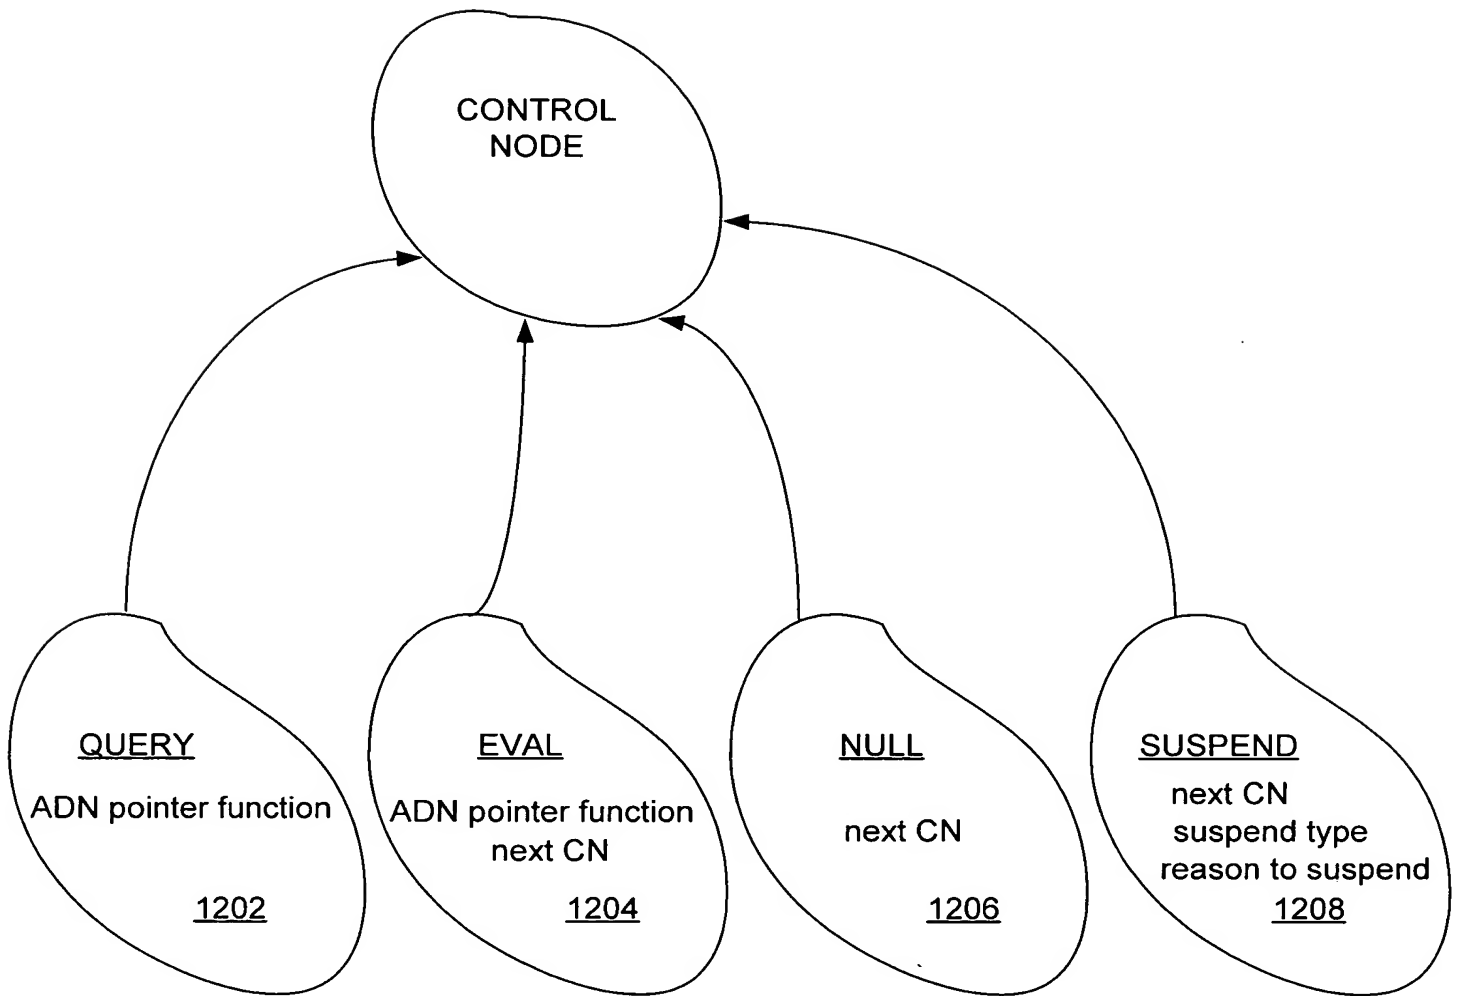 CONTROL
NODE
QUERY
ADN pointer function
1202
EVAL
ADN pointer function
next CN
1204
NULL
next CN
1206
SUSPEND
next CN
suspend type
reason to suspend
1208